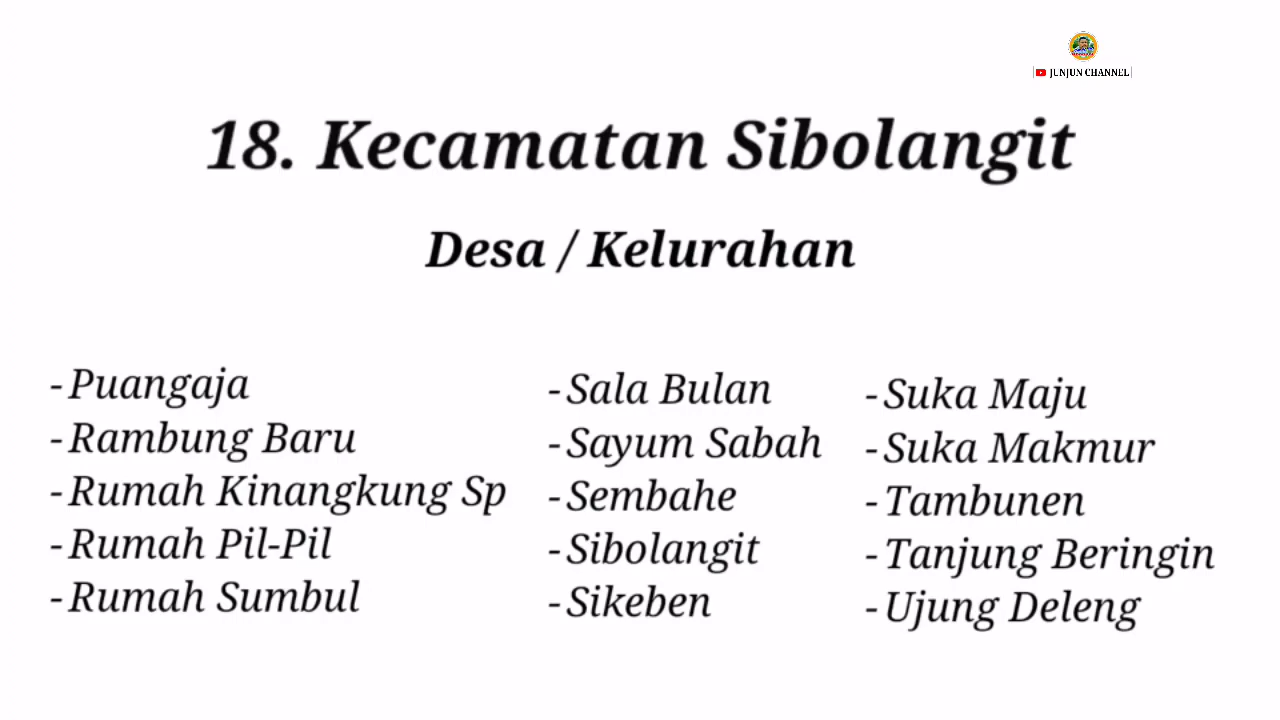 JUNJUN CHANNEL
18. Kecamatan Sibolangit
Desa / Kelurahan
- Puangaja
- Rambung Baru
- Rumah Kinangkung Sp
- Rumah Pil-Pil
- Rumah Sumbul
- Sala Bulan
- Sayum Sabah
- Sembahe
- Sibolangit
- Sikeben
- Suka Maju
- Suka Makmur
- Tambunen
- Tanjung Beringin
- Ujung Deleng